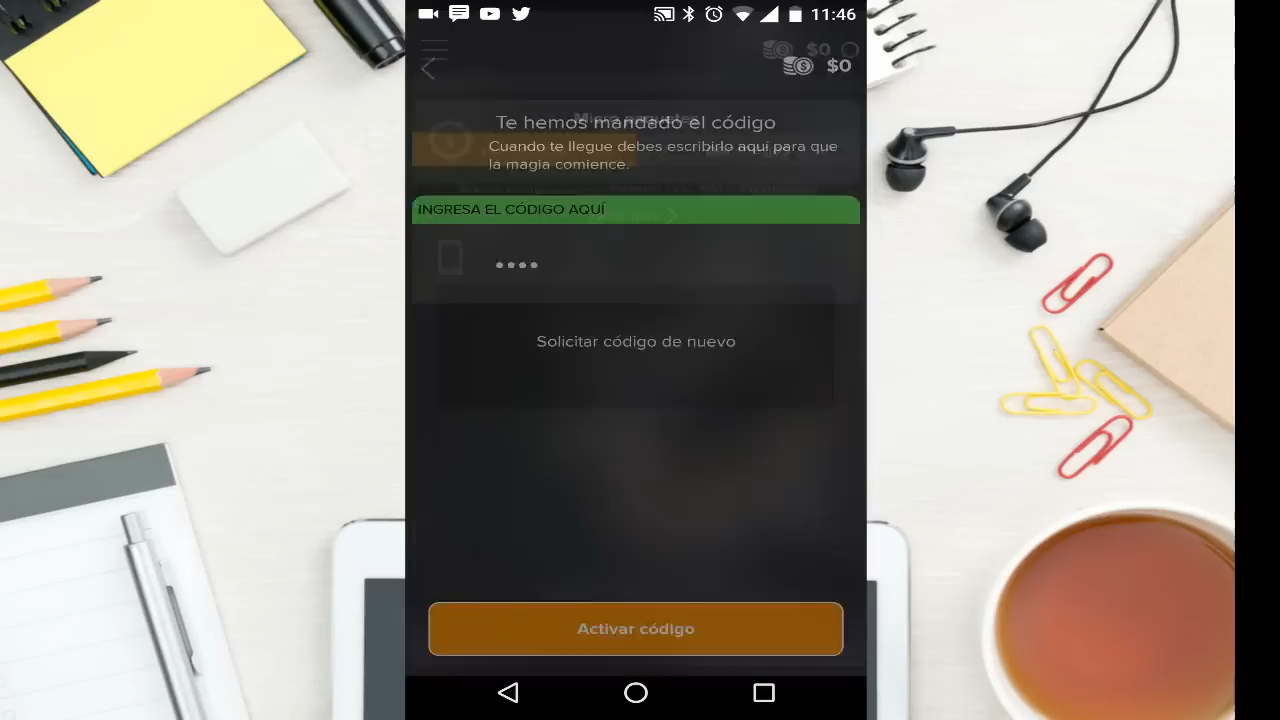 11:46
$0
$0
Te hemos mandado el código
Cuando te llegue debes escribirlo aquí para que
la magia comience.
INGRESA EL CÓDIGO AQUÍ
••••
Solicitar código de nuevo
Activar código